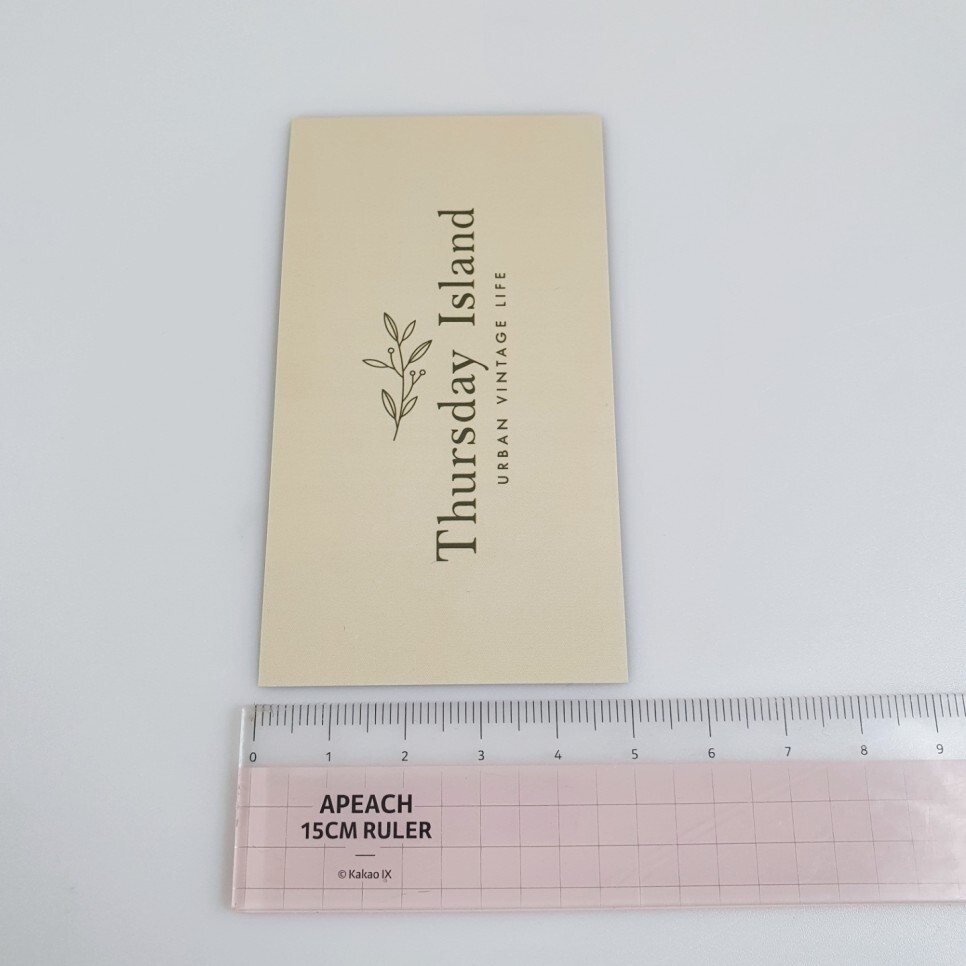 Thursday Island
URBAN VINTAGE LIFE
0 1 2 3 4 5 6 7 8 9
APEACH
15CM RULER
© Kakao IX